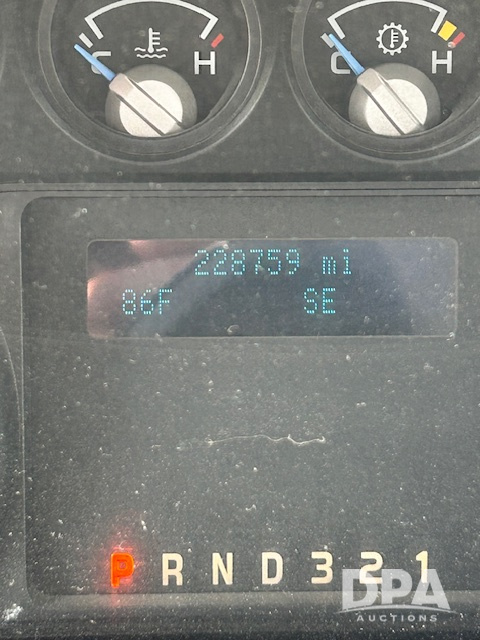 C H C H
228759 mi
86F SE
P R N D 3 2 1
DPA
AUCTIONS